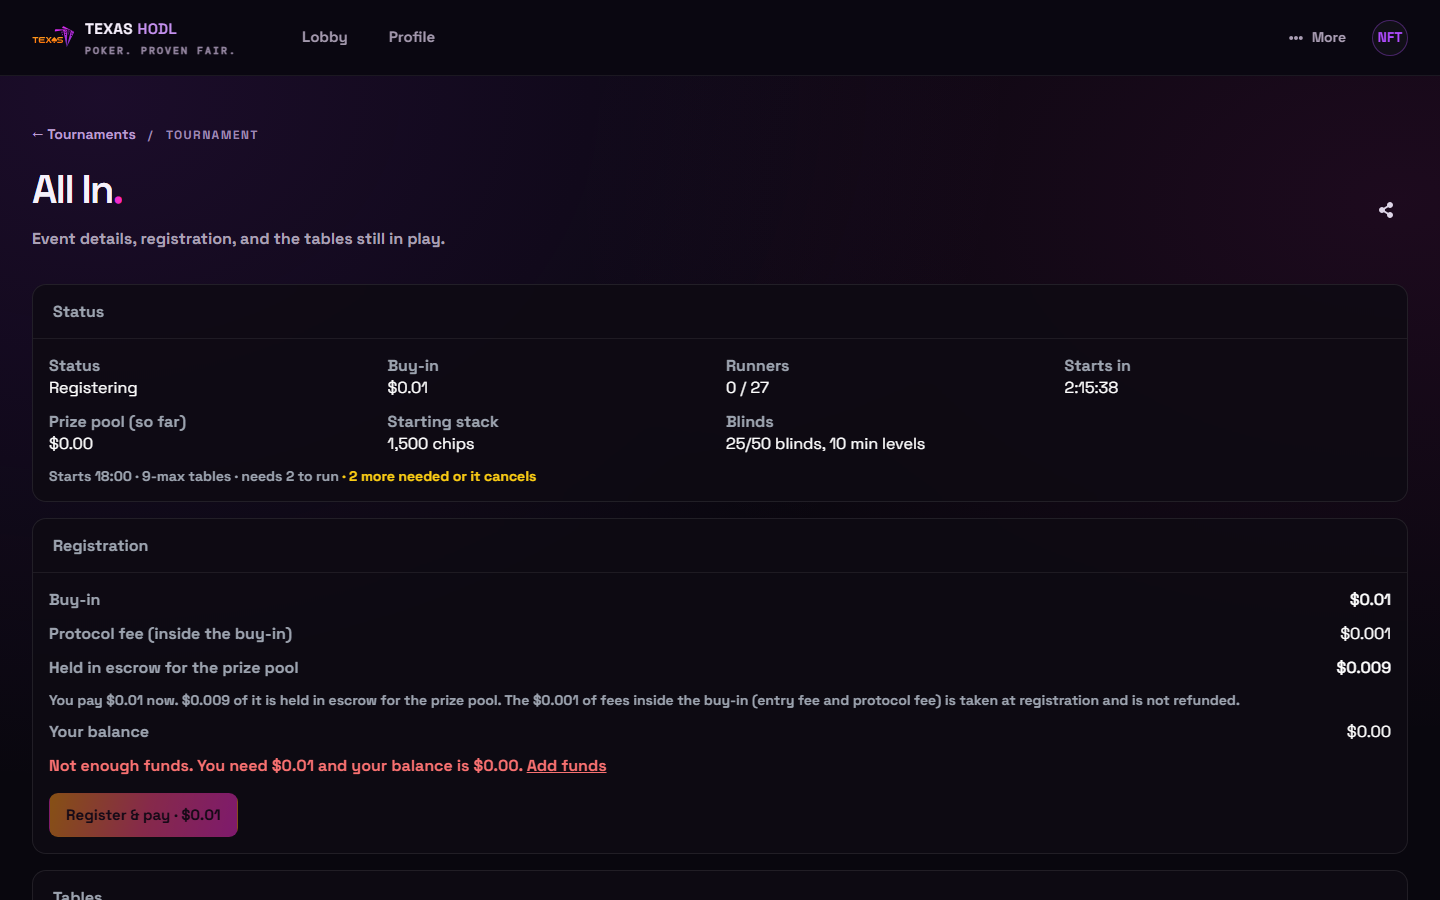 TEXAS
TEXAS HODL
POKER. PROVEN FAIR.
Lobby
Profile
••• More
NFT
← Tournaments / TOURNAMENT
All In.
Event details, registration, and the tables still in play.
Status
Status
Registering
Buy-in
$0.01
Runners
0 / 27
Starts in
2:15:38
Prize pool (so far)
$0.00
Starting stack
1,500 chips
Blinds
25/50 blinds, 10 min levels
Starts 18:00 · 9-max tables · needs 2 to run · 2 more needed or it cancels
Registration
Buy-in $0.01
Protocol fee (inside the buy-in) $0.001
Held in escrow for the prize pool $0.009
You pay $0.01 now. $0.009 of it is held in escrow for the prize pool. The $0.001 of fees inside the buy-in (entry fee and protocol fee) is taken at registration and is not refunded.
Your balance $0.00
Not enough funds. You need $0.01 and your balance is $0.00. Add funds
Register & pay · $0.01
Tables